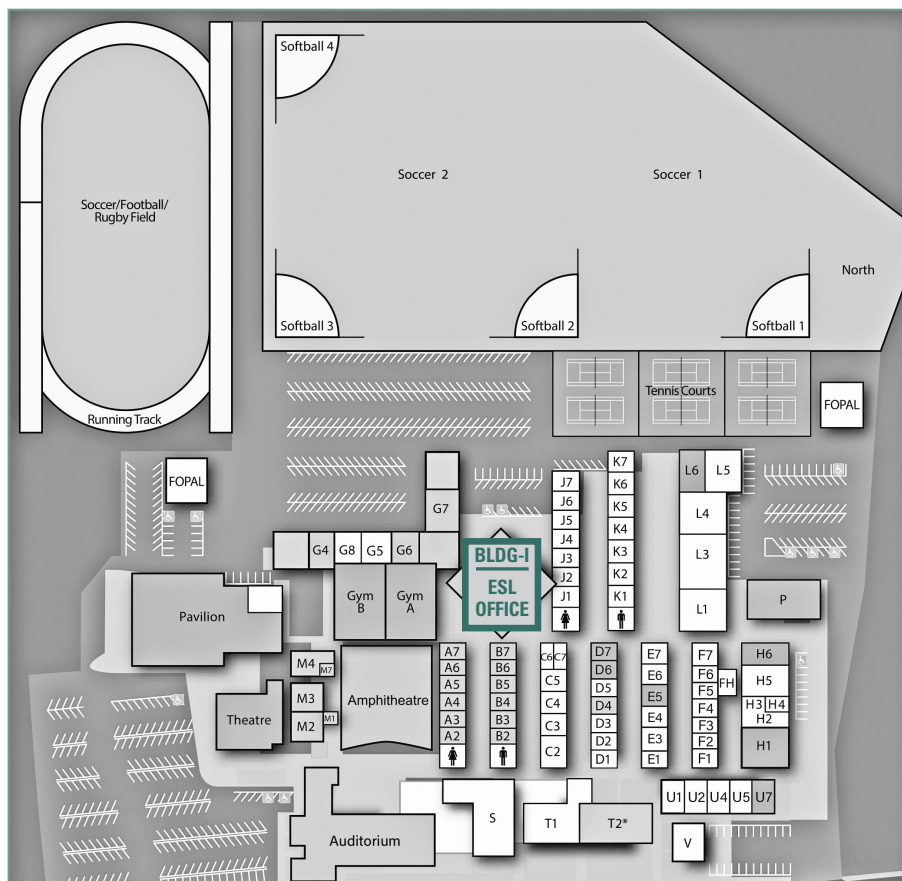 Softball 4
Soccer 2
Soccer 1
Soccer/Football/
Rugby Field
North
Softball 3
Softball 2
Softball 1
Running Track
Tennis Courts
FOPAL
FOPAL
K7
K6
K5
K4
K3
K2
K1
J7
J6
J5
J4
J3
J2
J1
L6
L5
L4
L3
L1
G7
G4
G8
G5
G6
BLDG-I
ESL
OFFICE
Gym
B
Gym
A
Pavilion
P
M4
M7
M3
M2
M1
Theatre
Amphitheatre
A7
A6
A5
A4
A3
A2
B7
B6
B5
B4
B3
B2
C6
C7
C5
C4
C3
C2
D7
D6
D5
D4
D3
D2
D1
E7
E6
E5
E4
E3
E1
F7
F6
F5
F4
F3
F2
F1
FH
H6
H5
H3
H4
H2
H1
U1
U2
U4
U5
U7
Auditorium
S
T1
T2*
V